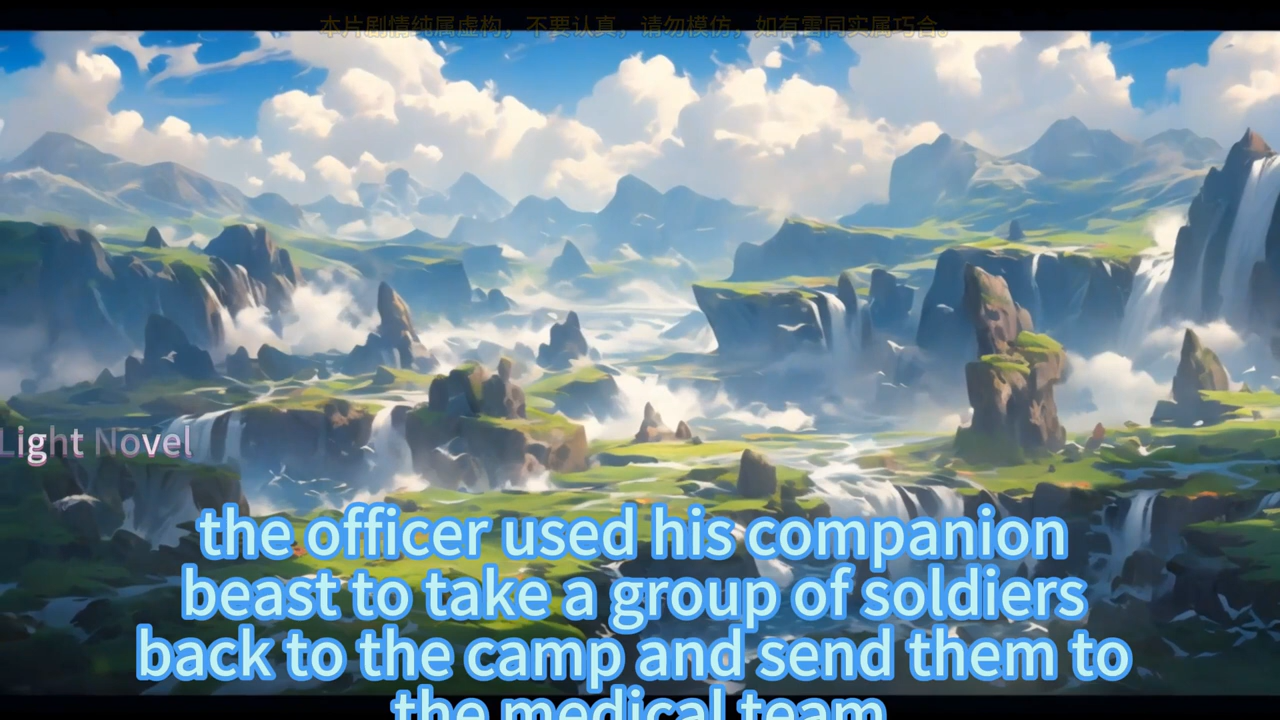 本片剧情纯属虚构，不要认真，请勿模仿，如有雷同实属巧合。
Light Novel
the officer used his companion
beast to take a group of soldiers
back to the camp and send them to
the medical team